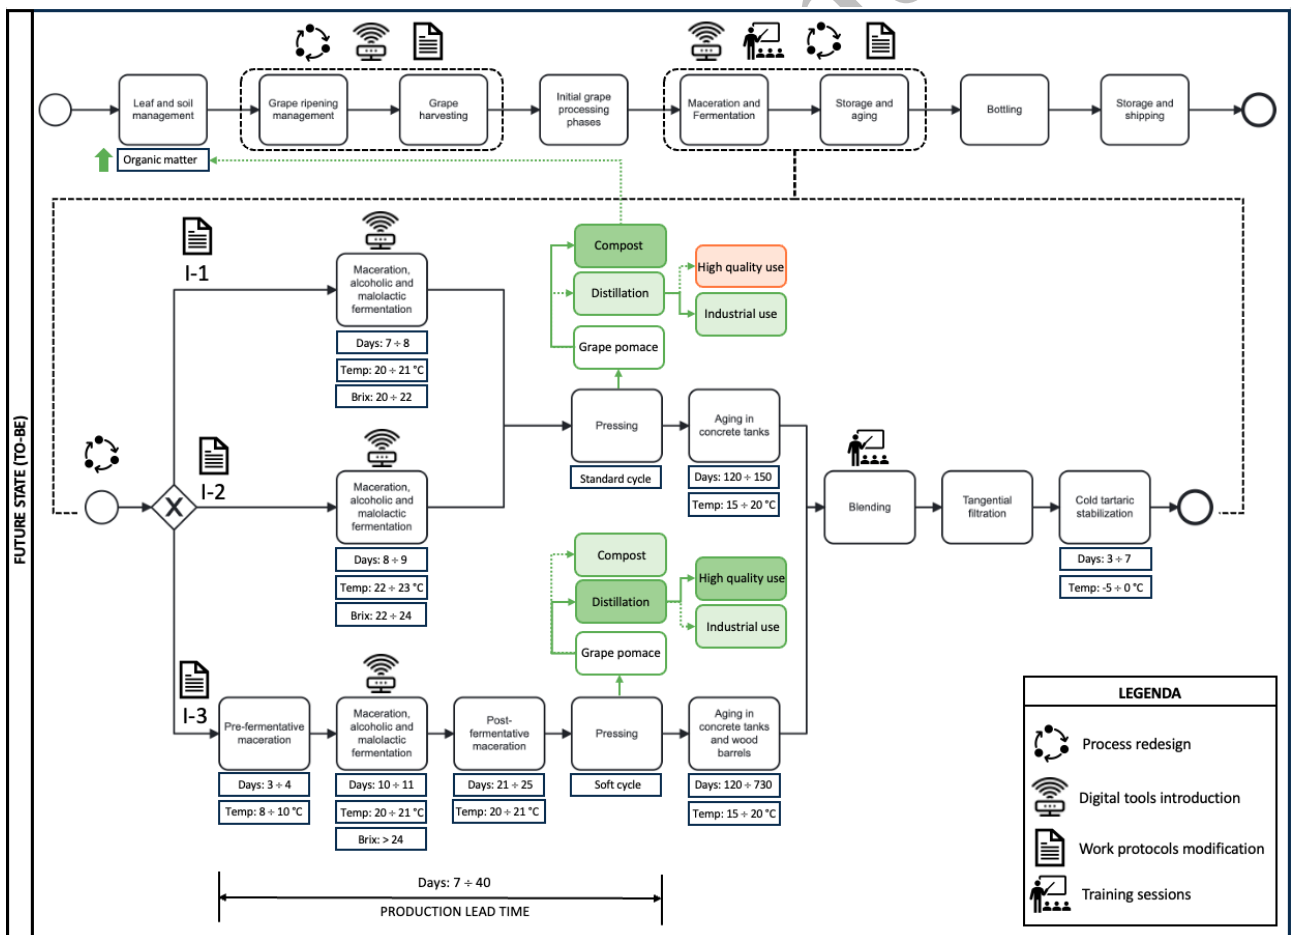 FUTURE STATE (TO-BE)
Leaf and soil
management
Grape ripening
management
Grape
harvesting
Initial grape
processing
phases
Maceration and
Fermentation
Storage and
aging
Bottling
Storage and
shipping
Organic matter
I-1
Maceration,
alcoholic and
malolactic
fermentation
Days: 7 ÷ 8
Temp: 20 ÷ 21 °C
Brix: 20 ÷ 22
Compost
Distillation
High quality use
Industrial use
Grape pomace
X
I-2
Maceration,
alcoholic and
malolactic
fermentation
Days: 8 ÷ 9
Temp: 22 ÷ 23 °C
Brix: 22 ÷ 24
Pressing
Standard cycle
Aging in
concrete tanks
Days: 120 ÷ 150
Temp: 15 ÷ 20 °C
Blending
Tangential
filtration
Cold tartaric
stabilization
Days: 3 ÷ 7
Temp: -5 ÷ 0 °C
Compost
Distillation
High quality use
Industrial use
Grape pomace
I-3
Pre-fermentative
maceration
Days: 3 ÷ 4
Temp: 8 ÷ 10 °C
Maceration,
alcoholic and
malolactic
fermentation
Days: 10 ÷ 11
Temp: 20 ÷ 21 °C
Brix: > 24
Post-
fermentative
maceration
Days: 21 ÷ 25
Temp: 20 ÷ 21 °C
Pressing
Soft cycle
Aging in
concrete tanks
and wood
barrels
Days: 120 ÷ 730
Temp: 15 ÷ 20 °C
Days: 7 ÷ 40
PRODUCTION LEAD TIME
LEGENDA
Process redesign
Digital tools introduction
Work protocols modification
Training sessions